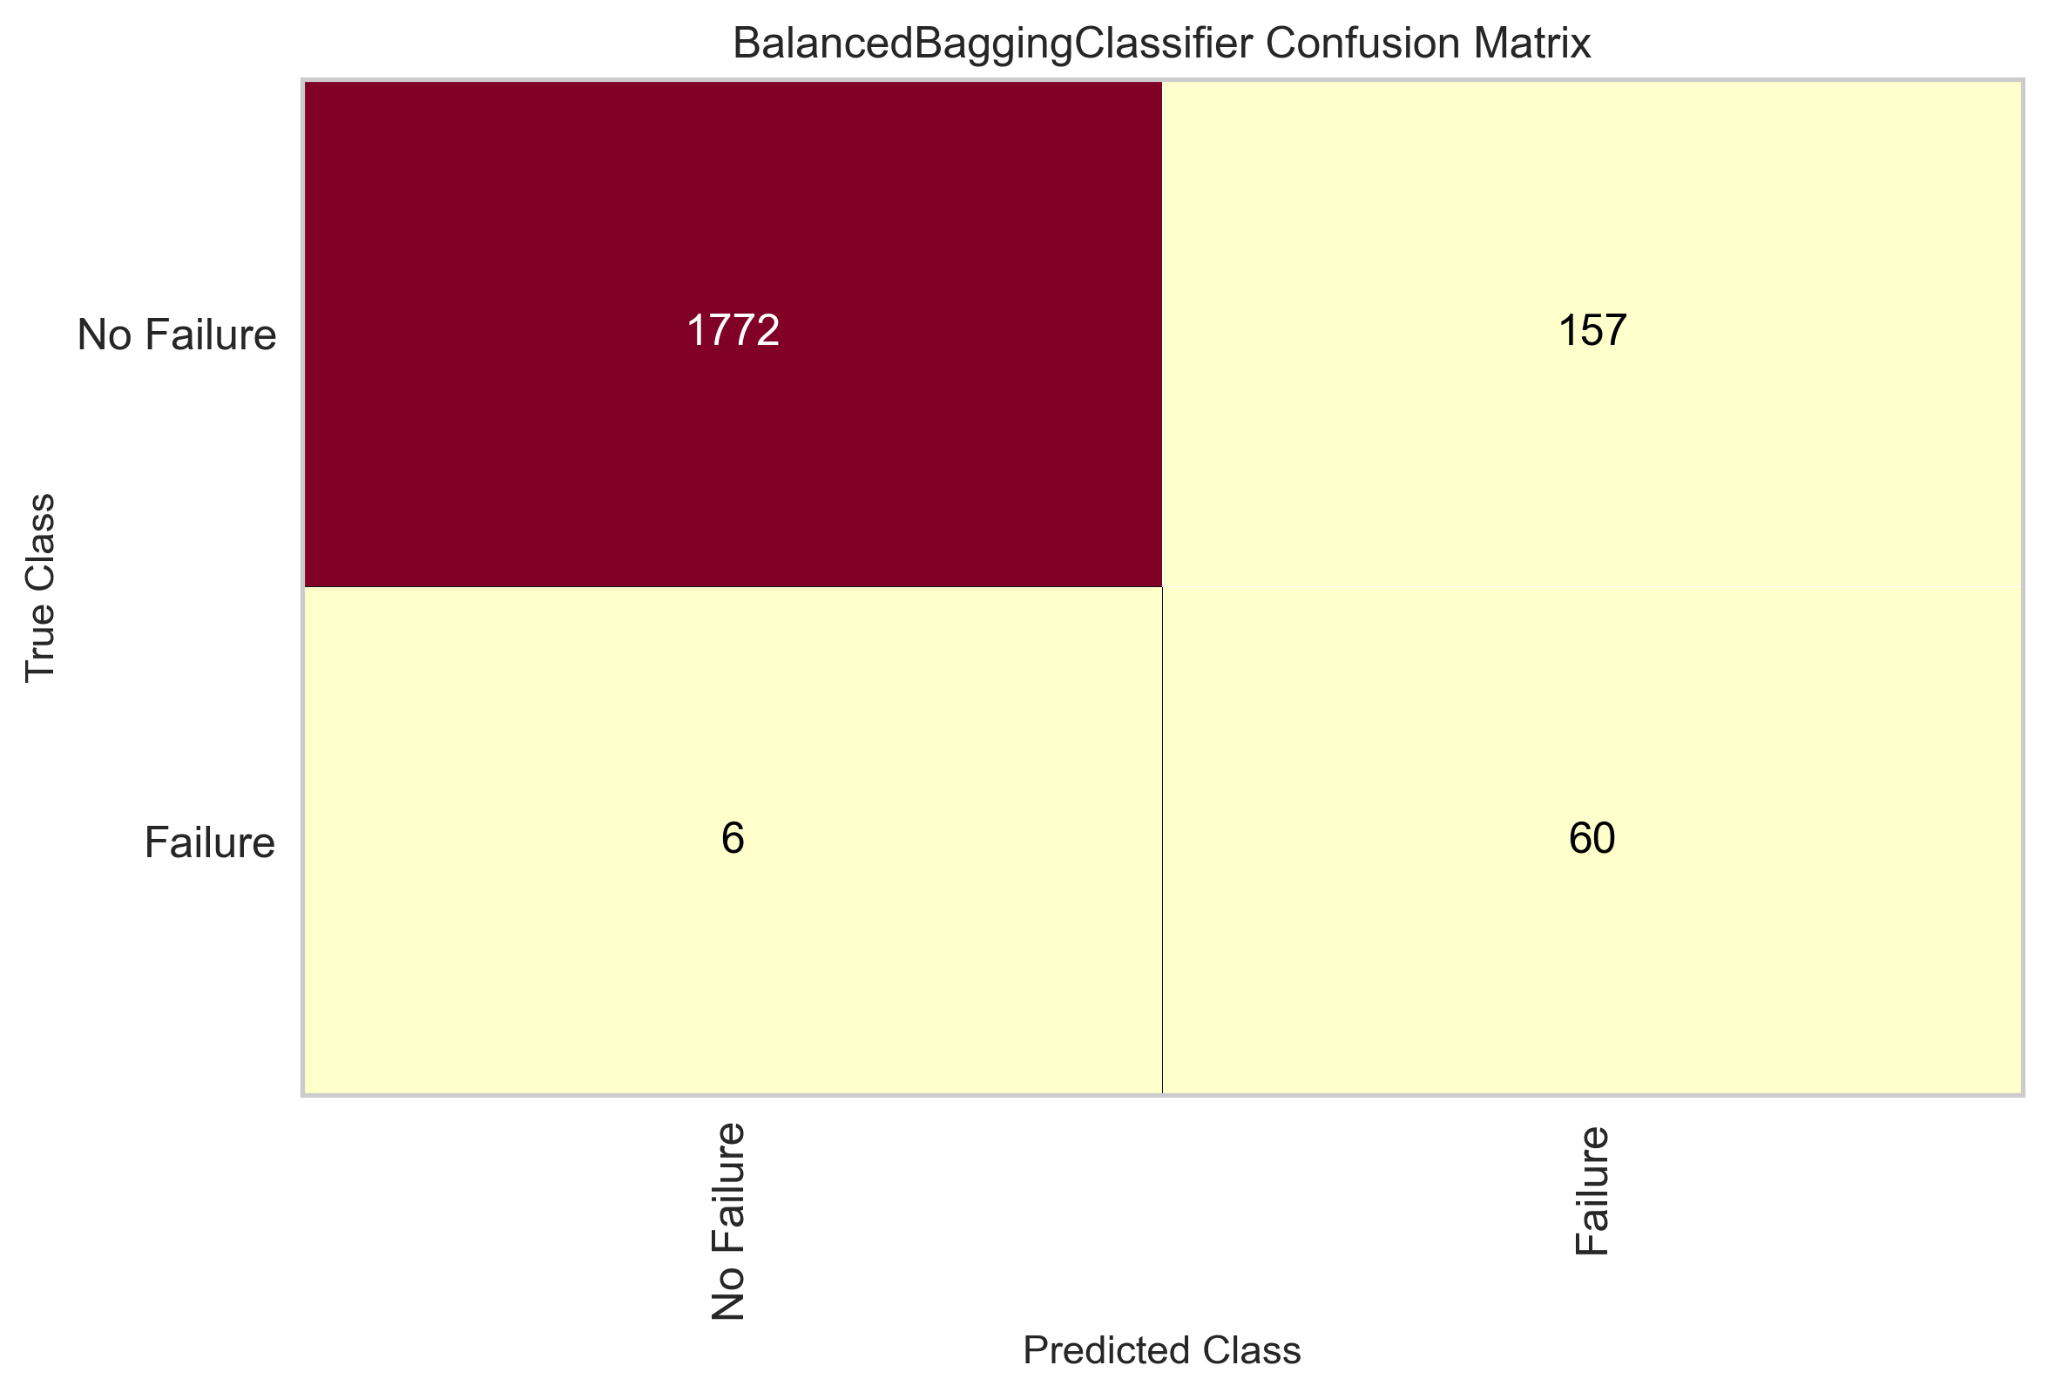 BalancedBaggingClassifier Confusion Matrix
True Class
No Failure
1772
157
Failure
6
60
No Failure
Failure
Predicted Class